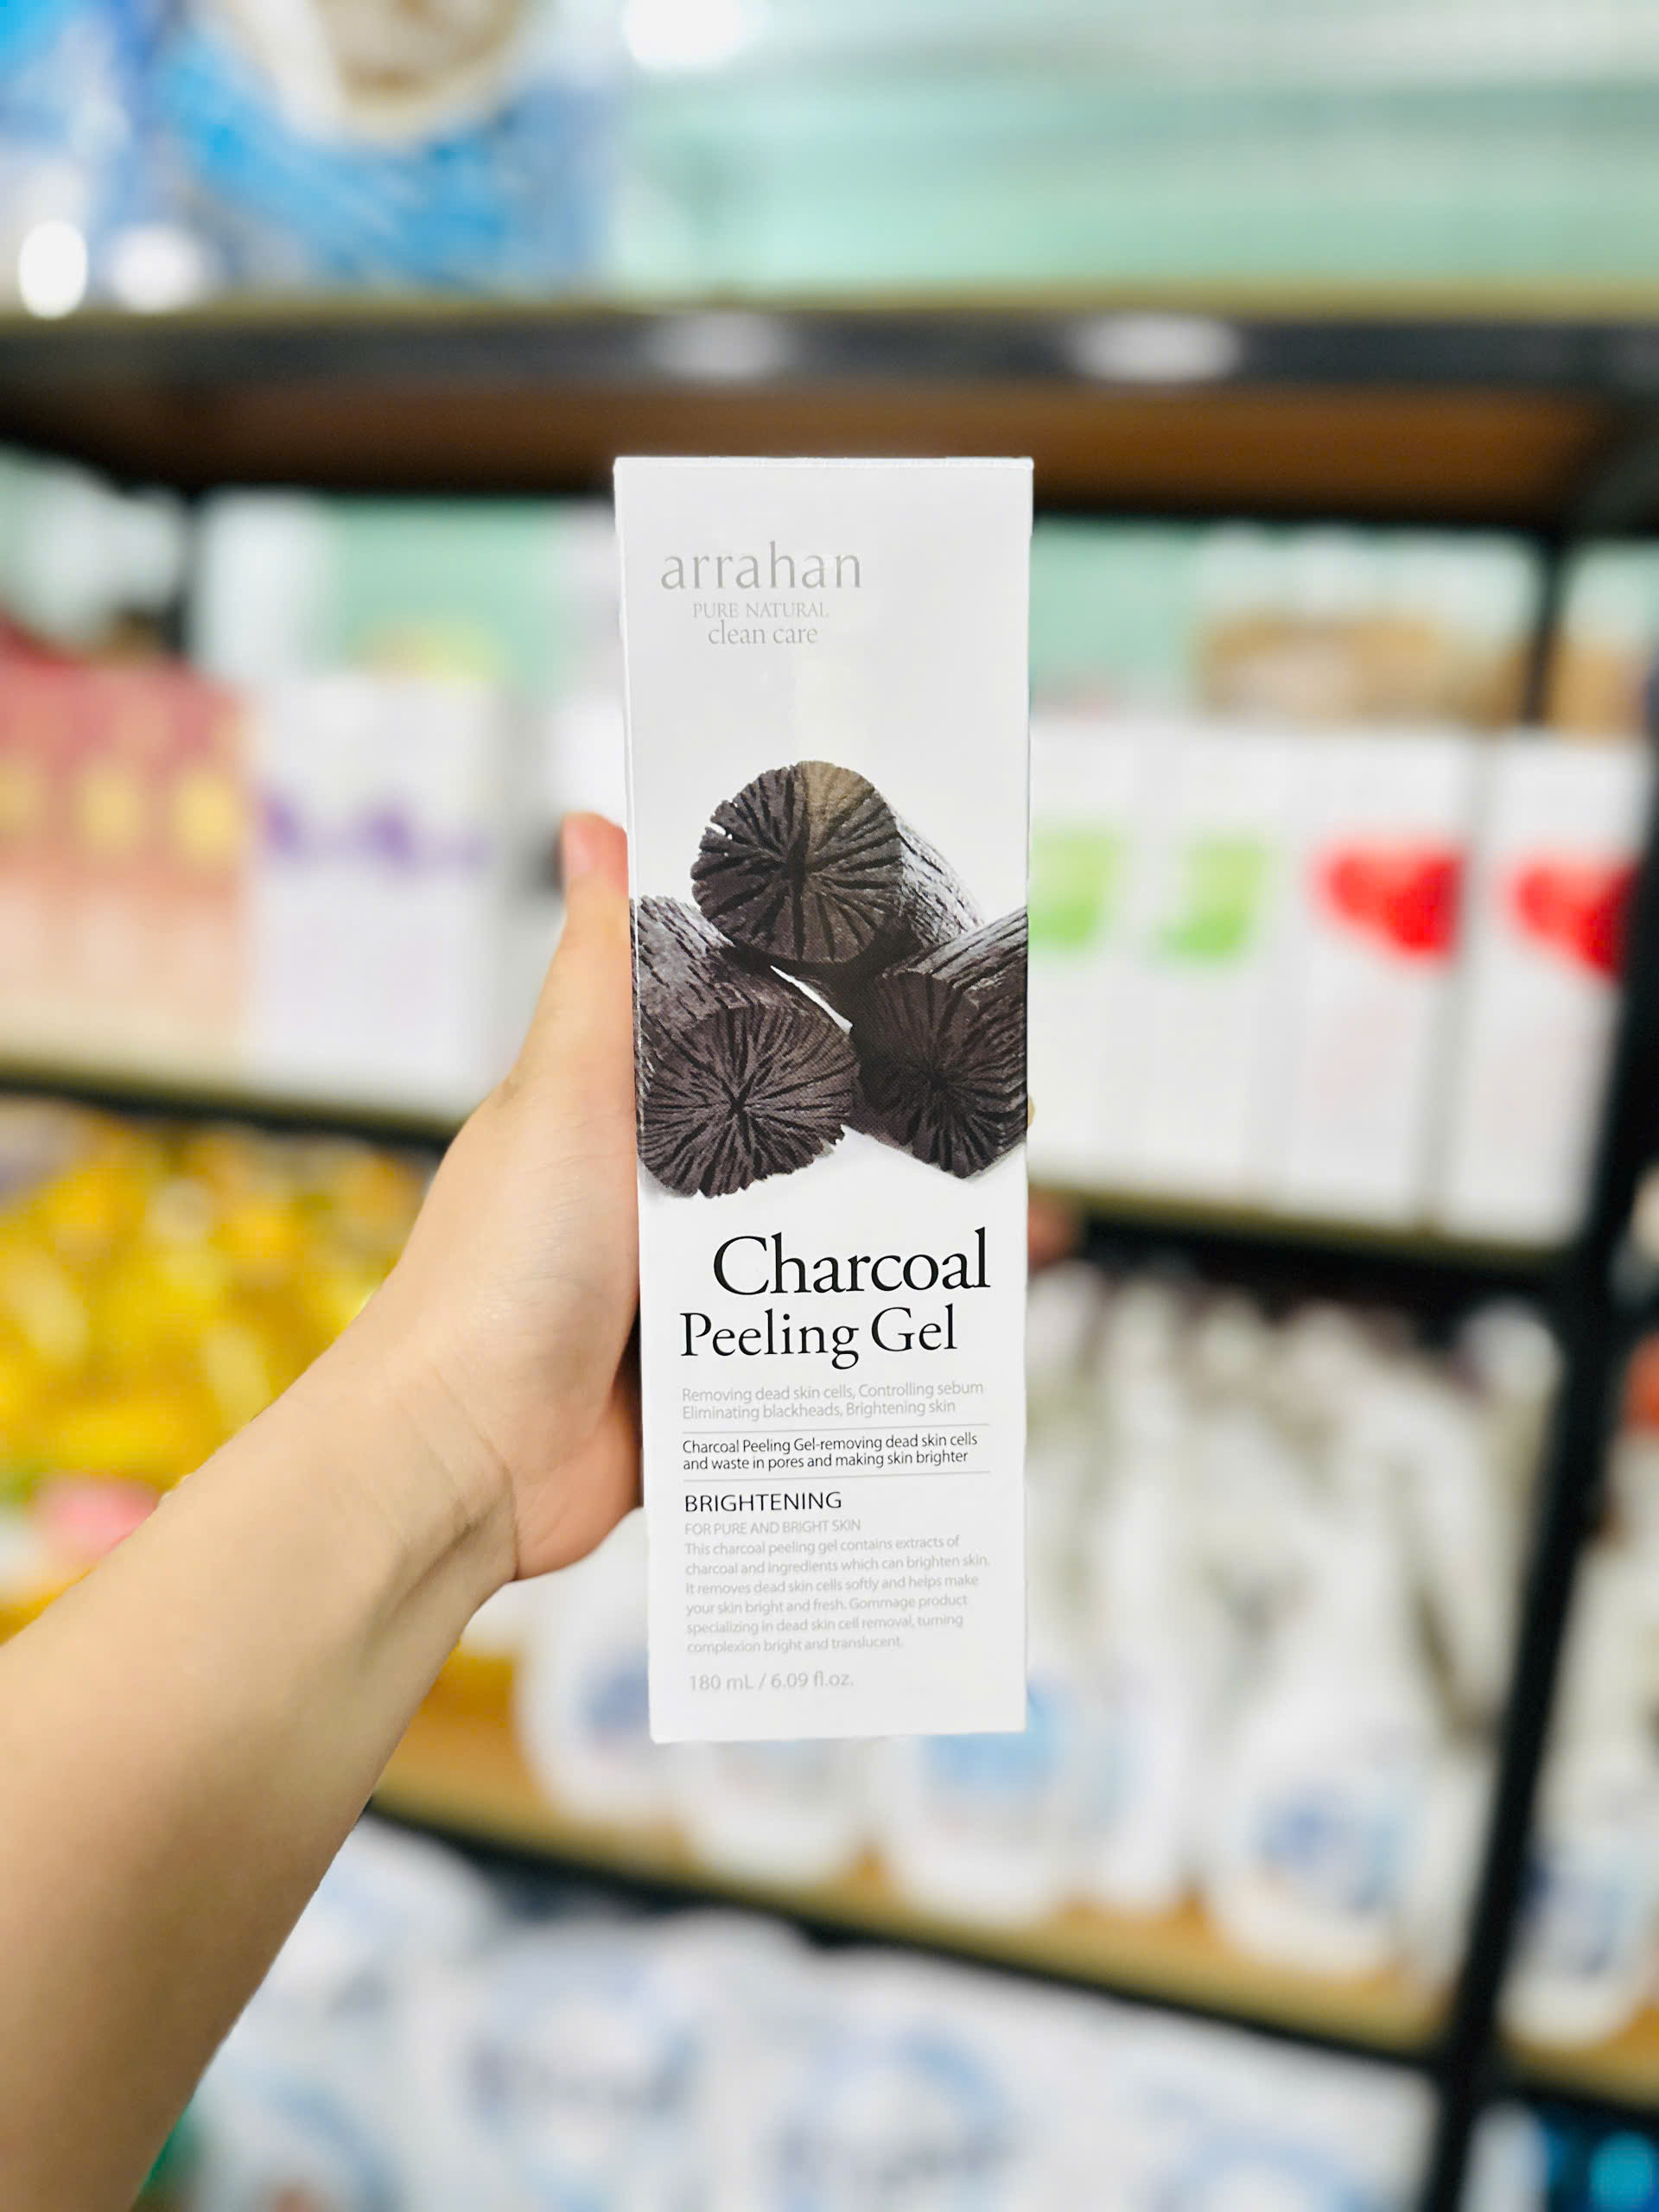 arrahan
PURE NATURAL
clean care
Charcoal
Peeling Gel
Removing dead skin cells, Controlling sebum
Eliminating blackheads, Brightening skin
Charcoal Peeling Gel-removing dead skin cells
and waste in pores and making skin brighter
BRIGHTENING
FOR PURE AND BRIGHT SKIN
This charcoal peeling gel contains extracts of
charcoal and ingredients which can brighten skin.
It removes dead skin cells softly and helps make
your skin bright and fresh. Gommage product
specializing in dead skin cell removal, turning
complexion bright and translucent.
180 mL / 6.09 fl.oz.